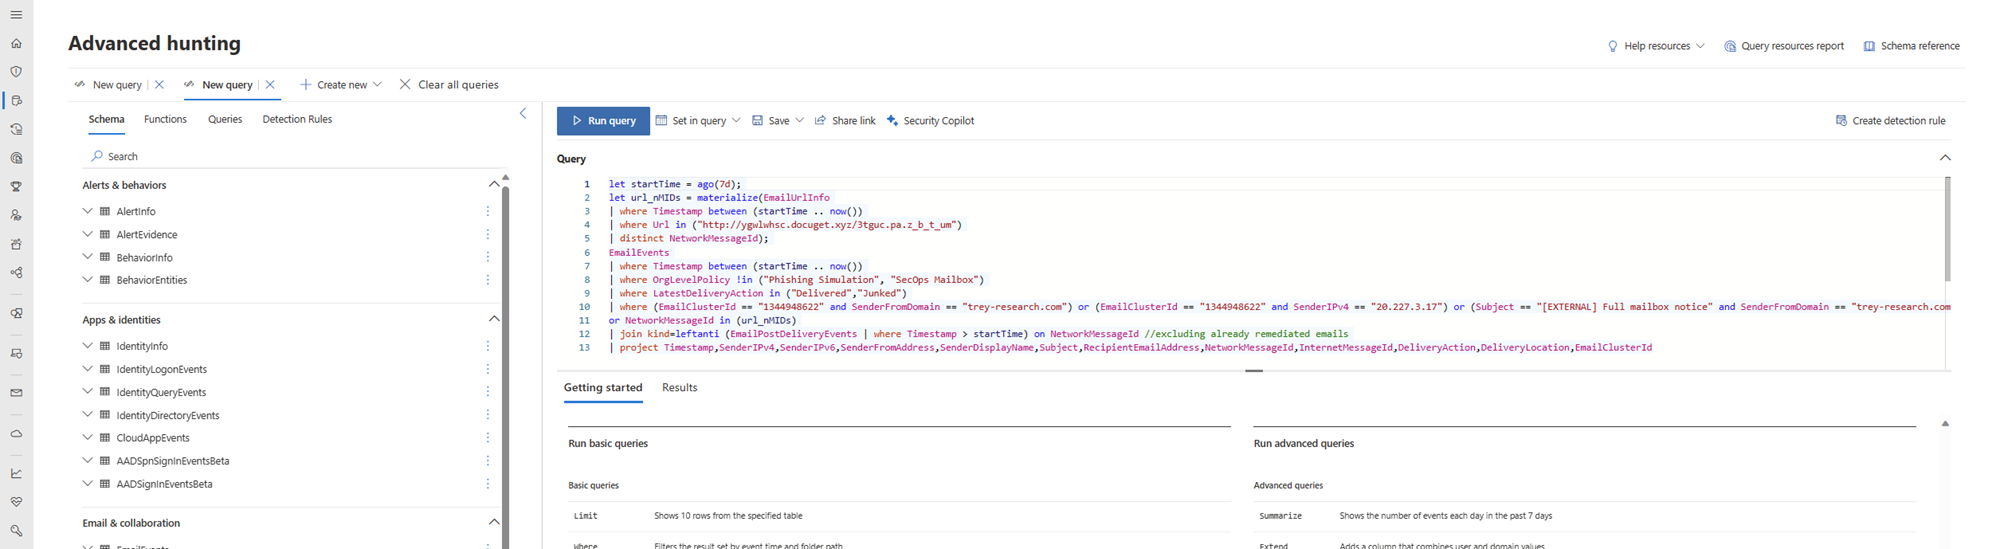 Advanced hunting
Help resources
Query resources report
Schema reference
New query
New query
Create new
Clear all queries
Schema
Functions
Queries
Detection Rules
Search
Alerts & behaviors
AlertInfo
AlertEvidence
BehaviorInfo
BehaviorEntities
Apps & identities
IdentityInfo
IdentityLogonEvents
IdentityQueryEvents
IdentityDirectoryEvents
CloudAppEvents
AADSpnSignInEventsBeta
AADSignInEventsBeta
Email & collaboration
EmailEvents
Run query
Set in query
Save
Share link
Security Copilot
Create detection rule
Query
1 let startTime = ago(7d);
2 let url_nMIDs = materialize(EmailUrlInfo
3 | where Timestamp between (startTime .. now())
4 | where Url in ("http://ygwlwhsc.docuget.xyz/3tguc.pa.z_b_t_um")
5 | distinct NetworkMessageId);
6 EmailEvents
7 | where Timestamp between (startTime .. now())
8 | where OrgLevelPolicy !in ("Phishing Simulation", "SecOps Mailbox")
9 | where LatestDeliveryAction in ("Delivered","Junked")
10 | where (EmailClusterId == "1344948622" and SenderFromDomain == "trey-research.com") or (EmailClusterId == "1344948622" and SenderIPv4 == "20.227.3.17") or (Subject == "[EXTERNAL] Full mailbox notice" and SenderFromDomain == "trey-research.com
11 or NetworkMessageId in (url_nMIDs)
12 | join kind=leftanti (EmailPostDeliveryEvents | where Timestamp > startTime) on NetworkMessageId //excluding already remediated emails
13 | project Timestamp,SenderIPv4,SenderIPv6,SenderFromAddress,SenderDisplayName,Subject,RecipientEmailAddress,NetworkMessageId,InternetMessageId,DeliveryAction,DeliveryLocation,EmailClusterId
Getting started
Results
Run basic queries
Basic queries
Limit Shows 10 rows from the specified table
Where Filters the result set by event time and folder path
Run advanced queries
Advanced queries
Summarize Shows the number of events each day in the past 7 days
Extend Adds a column that combines user and domain values